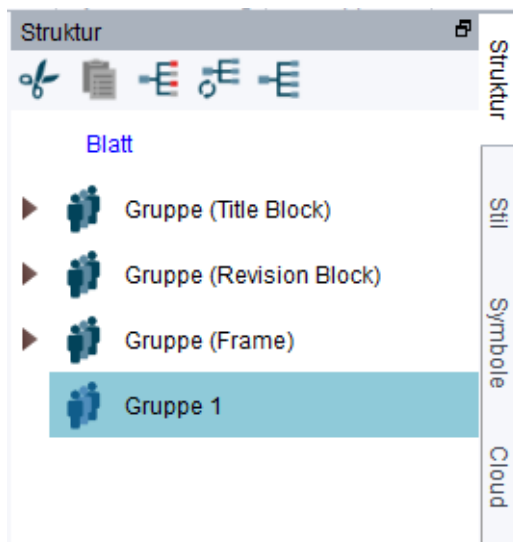 Struktur
Blatt
Gruppe (Title Block)
Gruppe (Revision Block)
Gruppe (Frame)
Gruppe 1
Struktur
Stil
Symbole
Cloud